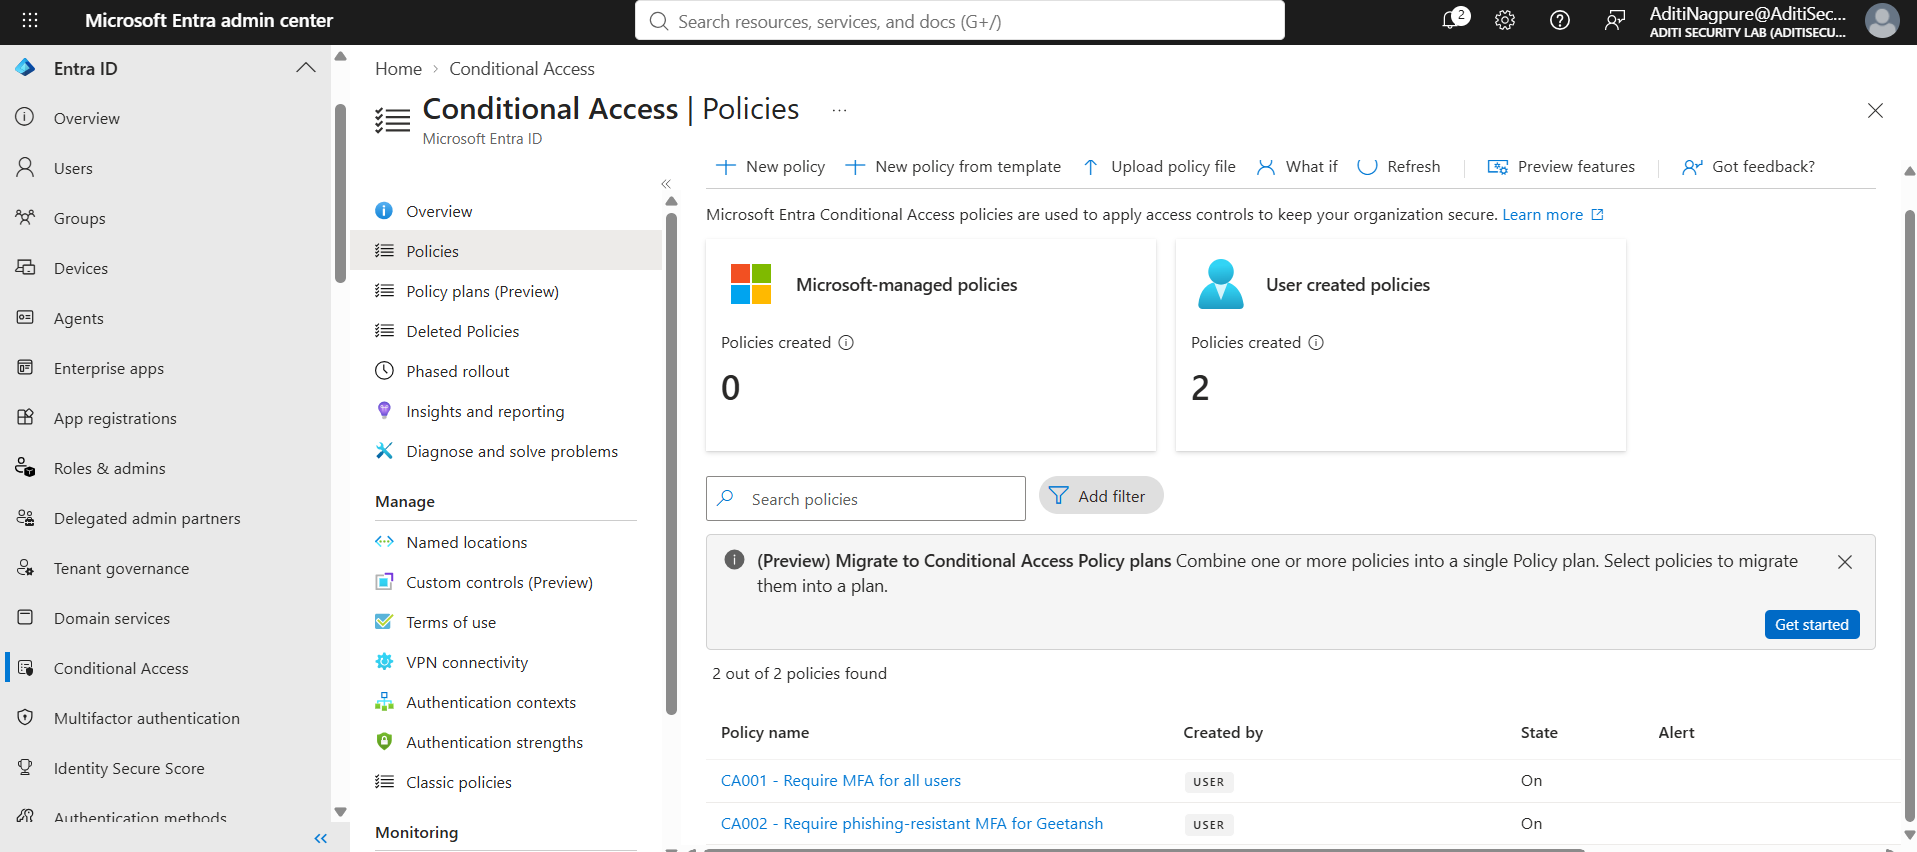 Microsoft Entra admin center
Search resources, services, and docs (G+/)
2
AditiNagpure@AditiSec...
ADITI SECURITY LAB (ADITISECU...
Entra ID
Overview
Users
Groups
Devices
Agents
Enterprise apps
App registrations
Roles & admins
Delegated admin partners
Tenant governance
Domain services
Conditional Access
Multifactor authentication
Identity Secure Score
Authentication methods
Home
Conditional Access
Conditional Access | Policies
...
Microsoft Entra ID
Overview
Policies
Policy plans (Preview)
Deleted Policies
Phased rollout
Insights and reporting
Diagnose and solve problems
Manage
Named locations
Custom controls (Preview)
Terms of use
VPN connectivity
Authentication contexts
Authentication strengths
Classic policies
Monitoring
New policy
New policy from template
Upload policy file
What if
Refresh
Preview features
Got feedback?
Microsoft Entra Conditional Access policies are used to apply access controls to keep your organization secure. Learn more
Microsoft-managed policies
Policies created
0
User created policies
Policies created
2
Search policies
Add filter
(Preview) Migrate to Conditional Access Policy plans Combine one or more policies into a single Policy plan. Select policies to migrate
them into a plan.
Get started
2 out of 2 policies found
Policy name Created by State Alert
CA001 - Require MFA for all users USER On
CA002 - Require phishing-resistant MFA for Geetansh USER On